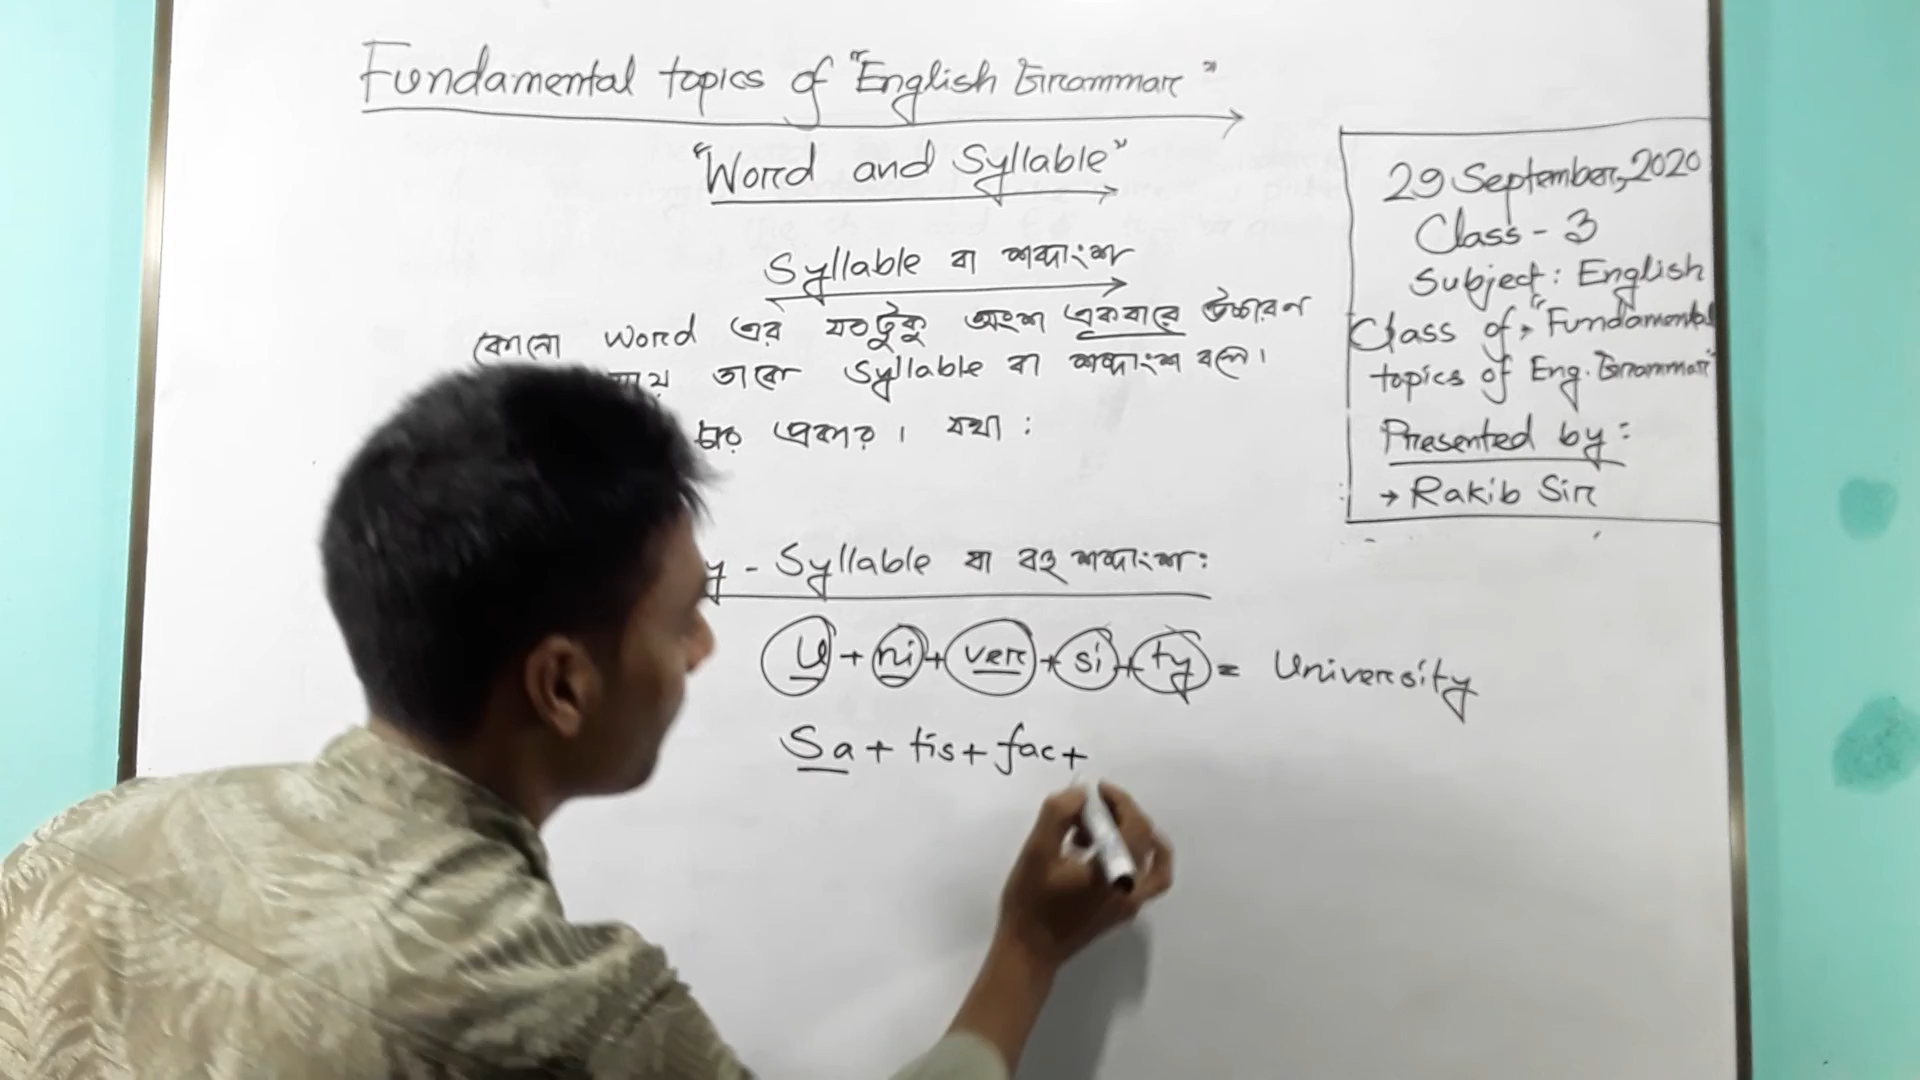 Fundamental topics of "English Grammar"
"Word and Syllable"
Syllable বা শব্দাংশ
কোনো word এর যতটুকু অংশ একবারে উচ্চারণ
যায় তাকে Syllable বা শব্দাংশ বলে।
চার প্রকার। যথা:
y - Syllable বা বহু শব্দাংশ:
U + ni + ver + si + ty = University
Sa + tis + fac +
29 September, 2020
Class - 3
Subject: English
Class of, "Fundamental
topics of Eng. Grammar"
Presented by:
→ Rakib Sir